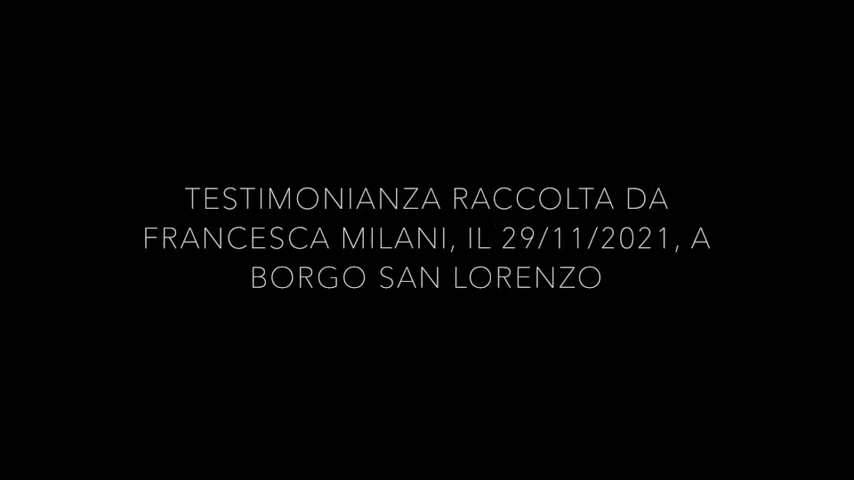 TESTIMONIANZA RACCOLTA DA
FRANCESCA MILANI, IL 29/11/2021, A
BORGO SAN LORENZO